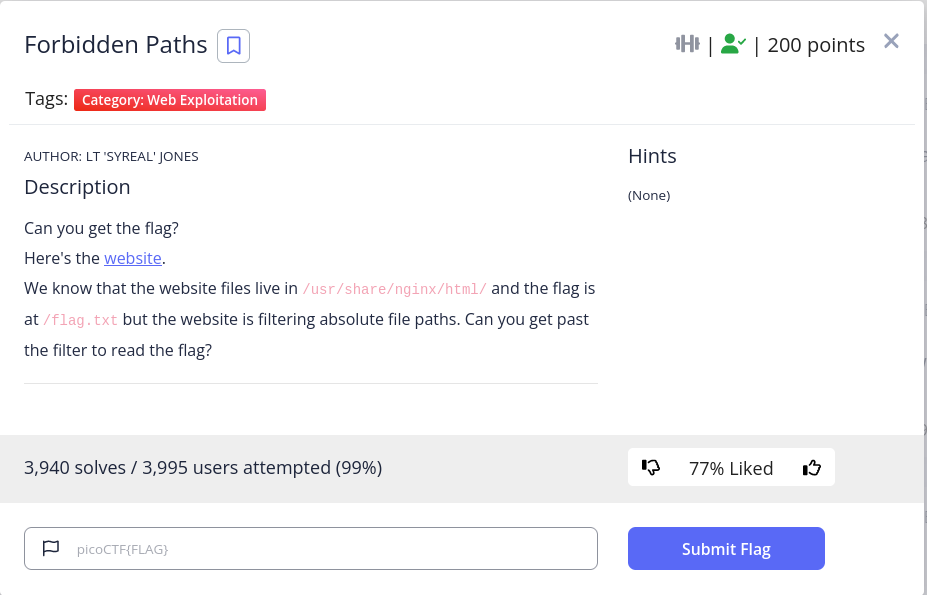 Forbidden Paths
| | 200 points
Tags: Category: Web Exploitation
AUTHOR: LT 'SYREAL' JONES
Description
Can you get the flag?
Here's the website.
We know that the website files live in /usr/share/nginx/html/ and the flag is
at /flag.txt but the website is filtering absolute file paths. Can you get past
the filter to read the flag?
Hints
(None)
3,940 solves / 3,995 users attempted (99%)
77% Liked
picoCTF{FLAG}
Submit Flag